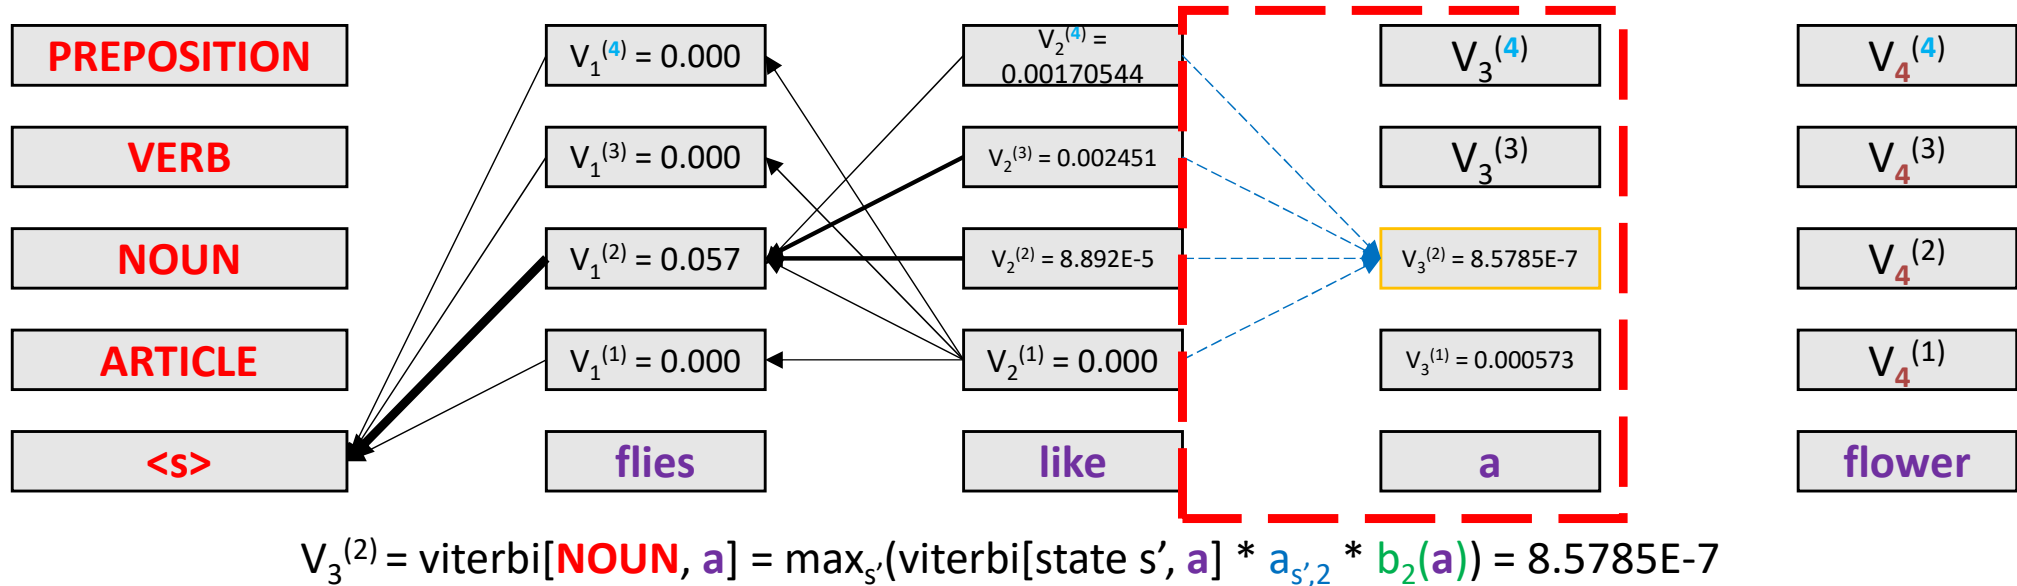 PREPOSITION V₁⁽⁴⁾ = 0.000 V₂⁽⁴⁾ = 0.00170544 V₃⁽⁴⁾ V₄⁽⁴⁾
VERB V₁⁽³⁾ = 0.000 V₂⁽³⁾ = 0.002451 V₃⁽³⁾ V₄⁽³⁾
NOUN V₁⁽²⁾ = 0.057 V₂⁽²⁾ = 8.892E-5 V₃⁽²⁾ = 8.5785E-7 V₄⁽²⁾
ARTICLE V₁⁽¹⁾ = 0.000 V₂⁽¹⁾ = 0.000 V₃⁽¹⁾ = 0.000573 V₄⁽¹⁾
<s> flies like a flower
V₃⁽²⁾ = viterbi[NOUN, a] = maxₛ′(viterbi[state s’, a] * aₛ’,₂ * b₂(a)) = 8.5785E-7